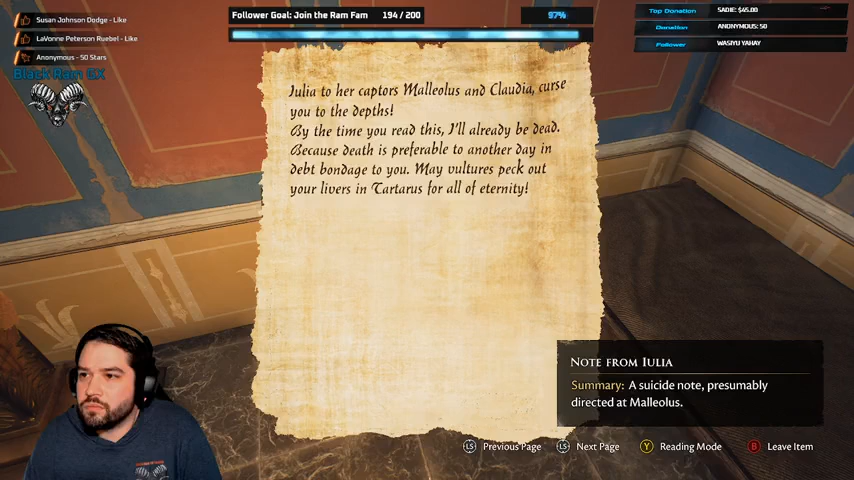 Susan Johnson Dodge - Like
LaVonne Peterson Ruebel - Like
Anonymous - 50 Stars
Black Ram GX
Follower Goal: Join the Ram Fam 194 / 200
97%
Top Donation SADIE: $45.00
Donation ANONYMOUS: 50
Follower WASIYU YAHAY
Iulia to her captors Malleolus and Claudia, curse
you to the depths!
By the time you read this, I'll already be dead.
Because death is preferable to another day in
debt bondage to you. May vultures peck out
your livers in Tartarus for all of eternity!
NOTE FROM IULIA
Summary: A suicide note, presumably
directed at Malleolus.
LS Previous Page LS Next Page Y Reading Mode B Leave Item